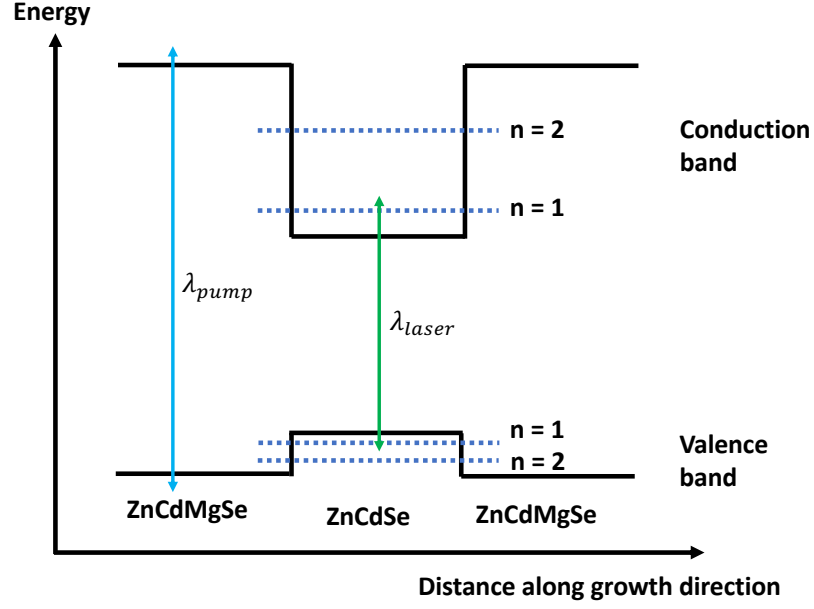 Energy
n = 2
Conduction
band
n = 1
λ_pump
λ_laser
n = 1
Valence
band
n = 2
ZnCdMgSe
ZnCdSe
ZnCdMgSe
Distance along growth direction